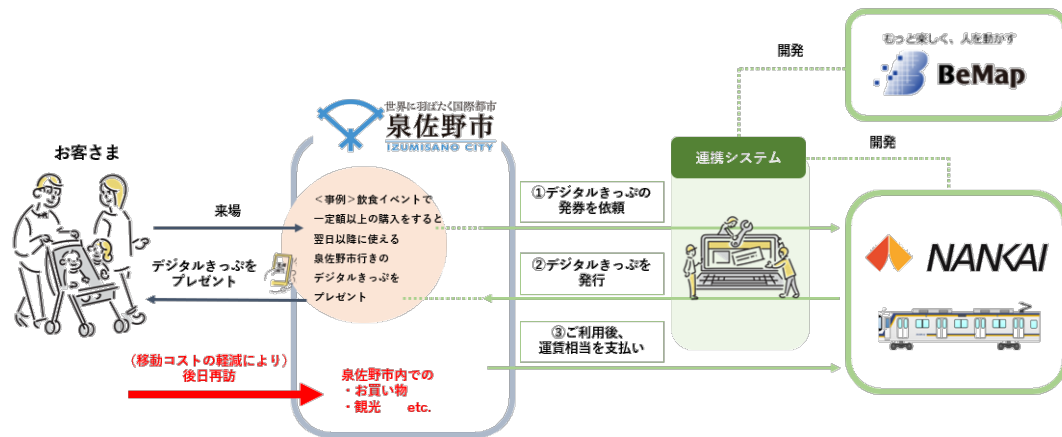 むっと楽しく、人を動かす
BeMap
開発
世界に羽ばたく国際都市
泉佐野市
IZUMISANO CITY
お客さま
連携システム
開発
来場
<事例>飲食イベントで
一定額以上の購入をすると
翌日以降に使える
泉佐野市行きの
デジタルきっぷを
プレゼント
①デジタルきっぷの
発券を依頼
デジタルきっぷを
プレゼント
②デジタルきっぷを
発行
NANKAI
③ご利用後、
運賃相当を支払い
（移動コストの軽減により）
後日再訪
泉佐野市内での
・お買い物
・観光 etc.